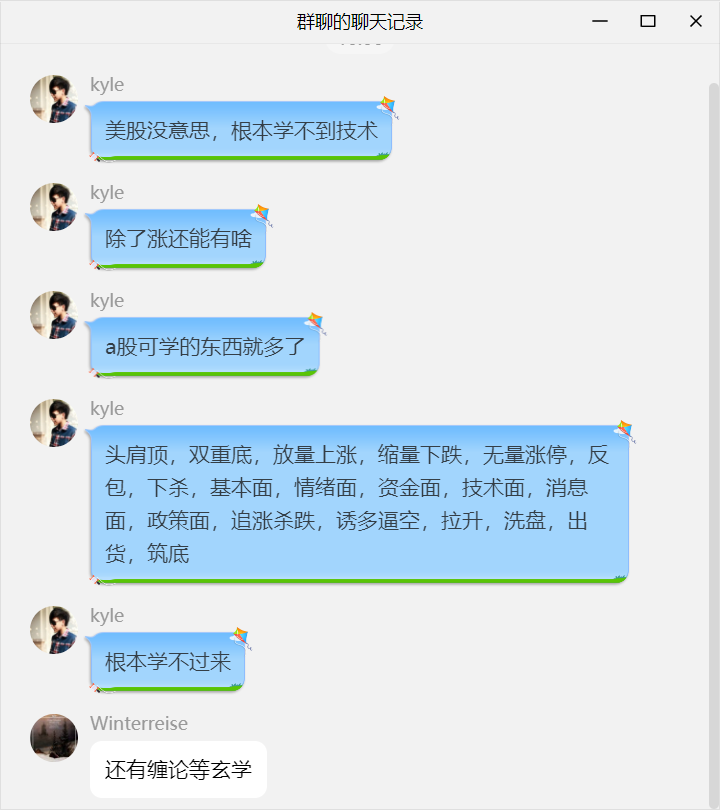 群聊的聊天记录
kyle
美股没意思，根本学不到技术
kyle
除了涨还能有啥
kyle
a股可学的东西就多了
kyle
头肩顶，双重底，放量上涨，缩量下跌，无量涨停，反
包，下杀，基本面，情绪面，资金面，技术面，消息
面，政策面，追涨杀跌，诱多逼空，拉升，洗盘，出
货，筑底
kyle
根本学不过来
Winterreise
还有缠论等玄学